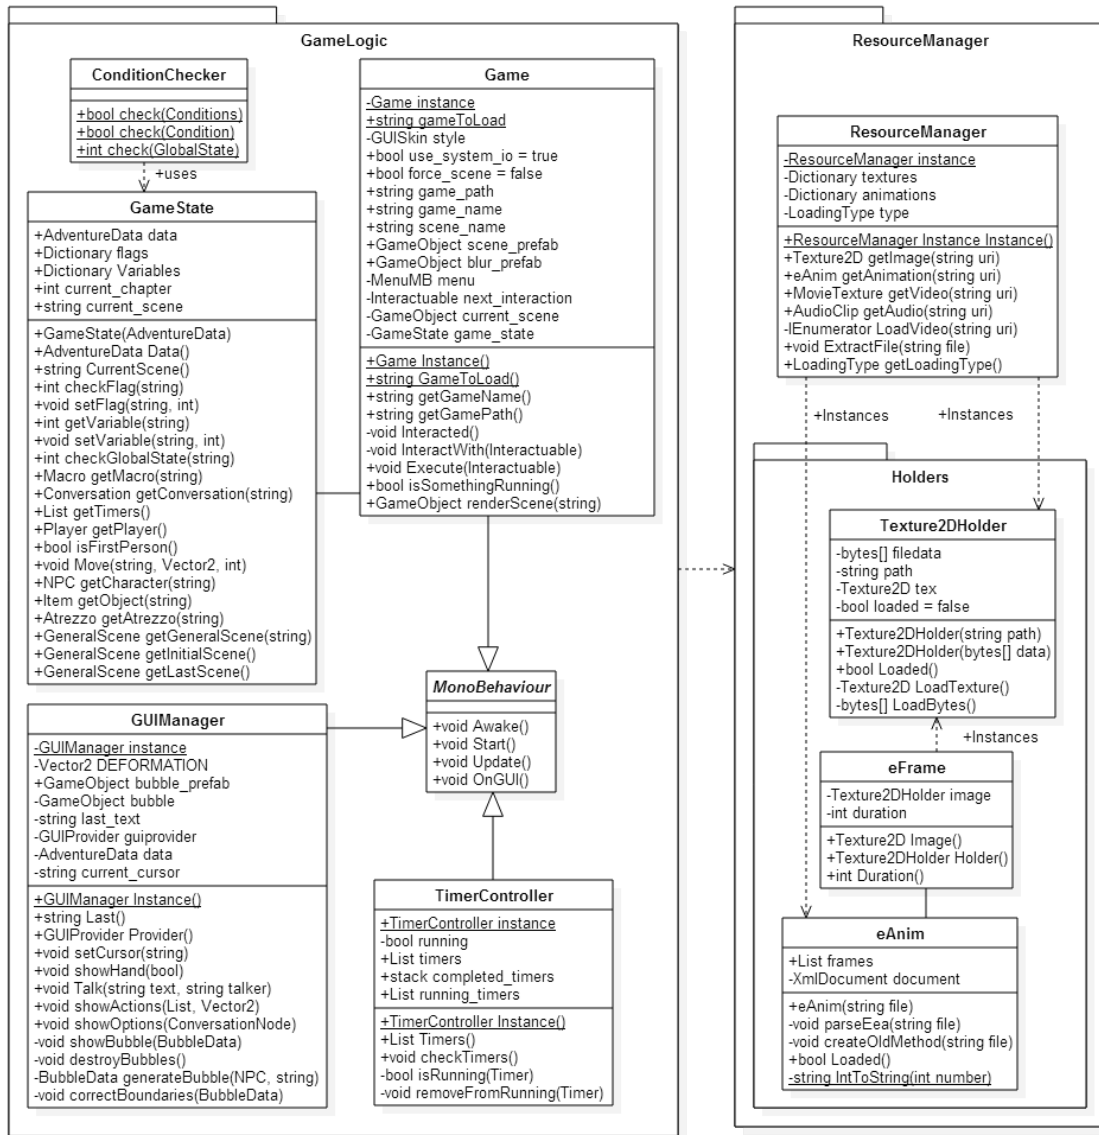 GameLogic
ConditionChecker
+bool check(Conditions)
+bool check(Condition)
+int check(GlobalState)
+uses
GameState
+AdventureData data
+Dictionary flags
+Dictionary Variables
+int current_chapter
+string current_scene
+GameState(AdventureData)
+AdventureData Data()
+string CurrentScene()
+int checkFlag(string)
+void setFlag(string, int)
+int getVariable(string)
+void setVariable(string, int)
+int checkGlobalState(string)
+Macro getMacro(string)
+Conversation getConversation(string)
+List getTimers()
+Player getPlayer()
+bool isFirstPerson()
+void Move(string, Vector2, int)
+NPC getCharacter(string)
+Item getObject(string)
+Atrezzo getAtrezzo(string)
+GeneralScene getGeneralScene(string)
+GeneralScene getInitialScene()
+GeneralScene getLastScene()
Game
-Game instance
+string gameToLoad
-GUISkin style
+bool use_system_io = true
+bool force_scene = false
+string game_path
+string game_name
+string scene_name
+GameObject scene_prefab
+GameObject blur_prefab
-MenuMB menu
-Interactuable next_interaction
-GameObject current_scene
-GameState game_state
+Game Instance()
+string GameToLoad()
+string getGameName()
+string getGamePath()
-void Interacted()
-void InteractWith(Interactuable)
+void Execute(Interactuable)
+bool isSomethingRunning()
+GameObject renderScene(string)
MonoBehaviour
+void Awake()
+void Start()
+void Update()
+void OnGUI()
GUIManager
-GUIManager instance
-Vector2 DEFORMATION
+GameObject bubble_prefab
-GameObject bubble
-string last_text
-GUIProvider guiprovider
-AdventureData data
-string current_cursor
+GUIManager Instance()
+string Last()
+GUIProvider Provider()
+void setCursor(string)
+void showHand(bool)
+void Talk(string text, string talker)
+void showActions(List, Vector2)
+void showOptions(ConversationNode)
-void showBubble(BubbleData)
-void destroyBubbles()
-BubbleData generateBubble(NPC, string)
-void correctBoundaries(BubbleData)
TimerController
+TimerController instance
-bool running
+List timers
+stack completed_timers
+List running_timers
+TimerController Instance()
+List Timers()
+void checkTimers()
-bool isRunning(Timer)
-void removeFromRunning(Timer)
ResourceManager
ResourceManager
-ResourceManager instance
-Dictionary textures
-Dictionary animations
-LoadingType type
+ResourceManager Instance Instance()
+Texture2D getImage(string uri)
+eAnim getAnimation(string uri)
+MovieTexture getVideo(string uri)
+AudioClip getAudio(string uri)
-IEnumerator LoadVideo(string uri)
+void ExtractFile(string file)
+LoadingType getLoadingType()
+Instances
+Instances
Holders
Texture2DHolder
-bytes[] filedata
-string path
-Texture2D tex
-bool loaded = false
+Texture2DHolder(string path)
+Texture2DHolder(bytes[] data)
+bool Loaded()
-Texture2D LoadTexture()
-bytes[] LoadBytes()
+Instances
eFrame
-Texture2DHolder image
-int duration
+Texture2D Image()
+Texture2DHolder Holder()
+int Duration()
eAnim
+List frames
-XmlDocument document
+eAnim(string file)
-void parseEea(string file)
-void createOldMethod(string file)
+bool Loaded()
-string IntToString(int number)